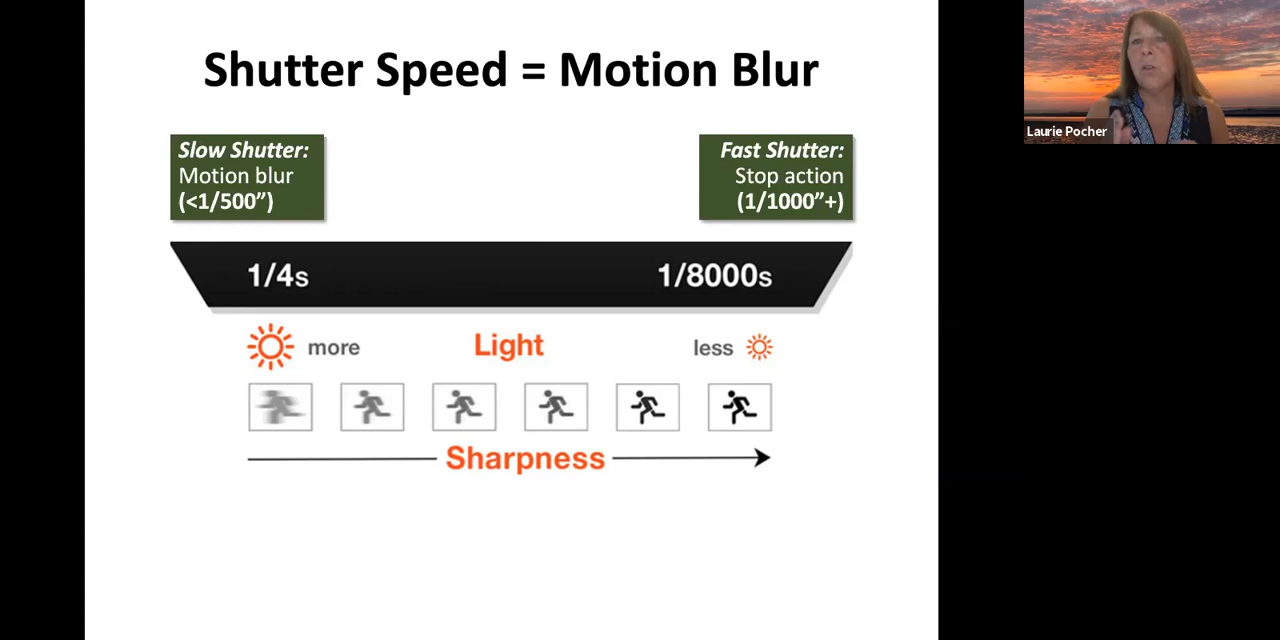 Shutter Speed = Motion Blur
Laurie Pocher
Slow Shutter:
Motion blur
(<1/500”)
Fast Shutter:
Stop action
(1/1000”+)
1/4s
1/8000s
more
Light
less
Sharpness